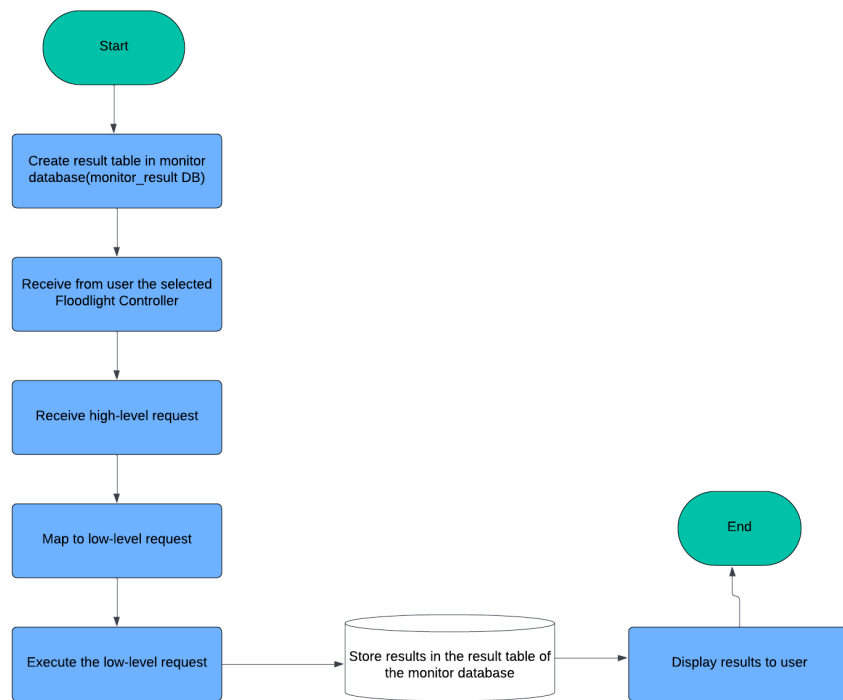 Start
Create result table in monitor
database(monitor_result DB)
Receive from user the selected
Floodlight Controller
Receive high-level request
Map to low-level request
Execute the low-level request
Store results in the result table of
the monitor database
Display results to user
End